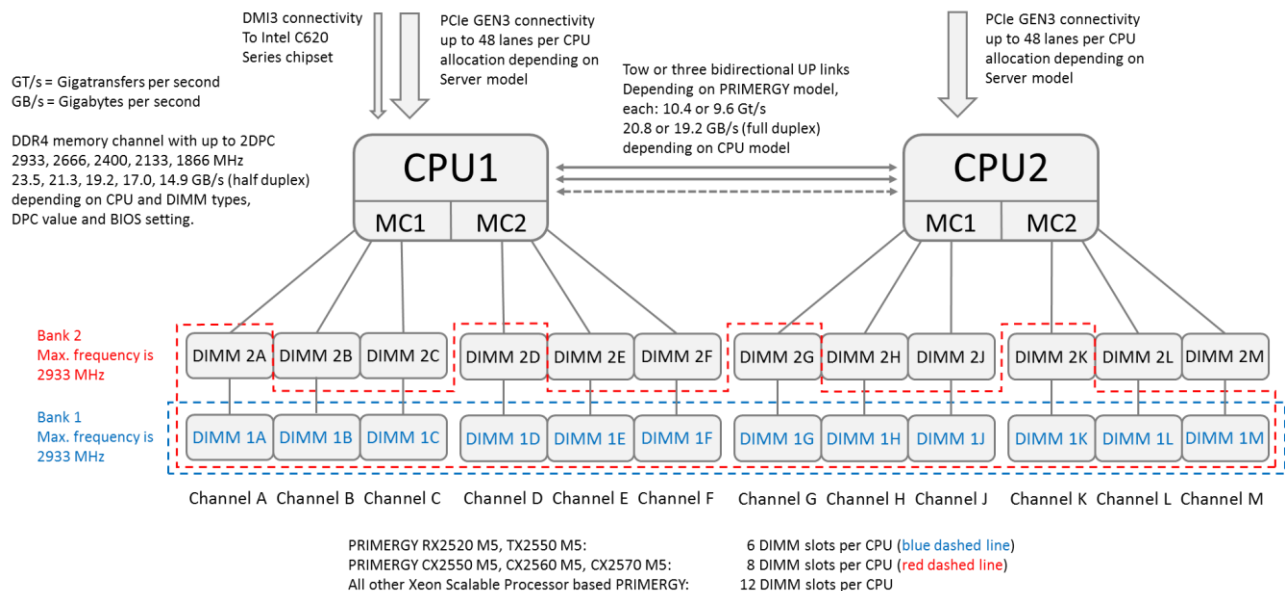 DMI3 connectivity
To Intel C620
Series chipset
PCIe GEN3 connectivity
up to 48 lanes per CPU
allocation depending on
Server model
PCIe GEN3 connectivity
up to 48 lanes per CPU
allocation depending on
Server model
GT/s = Gigatransfers per second
GB/s = Gigabytes per second
Tow or three bidirectional UP links
Depending on PRIMERGY model,
each: 10.4 or 9.6 Gt/s
20.8 or 19.2 GB/s (full duplex)
depending on CPU model
DDR4 memory channel with up to 2DPC
2933, 2666, 2400, 2133, 1866 MHz
23.5, 21.3, 19.2, 17.0, 14.9 GB/s (half duplex)
depending on CPU and DIMM types,
DPC value and BIOS setting.
CPU1
MC1 MC2
CPU2
MC1 MC2
Bank 2
Max. frequency is
2933 MHz
DIMM 2A DIMM 2B DIMM 2C DIMM 2D DIMM 2E DIMM 2F DIMM 2G DIMM 2H DIMM 2J DIMM 2K DIMM 2L DIMM 2M
Bank 1
Max. frequency is
2933 MHz
DIMM 1A DIMM 1B DIMM 1C DIMM 1D DIMM 1E DIMM 1F DIMM 1G DIMM 1H DIMM 1J DIMM 1K DIMM 1L DIMM 1M
Channel A Channel B Channel C Channel D Channel E Channel F Channel G Channel H Channel J Channel K Channel L Channel M
PRIMERGY RX2520 M5, TX2550 M5: 6 DIMM slots per CPU (blue dashed line)
PRIMERGY CX2550 M5, CX2560 M5, CX2570 M5: 8 DIMM slots per CPU (red dashed line)
All other Xeon Scalable Processor based PRIMERGY: 12 DIMM slots per CPU